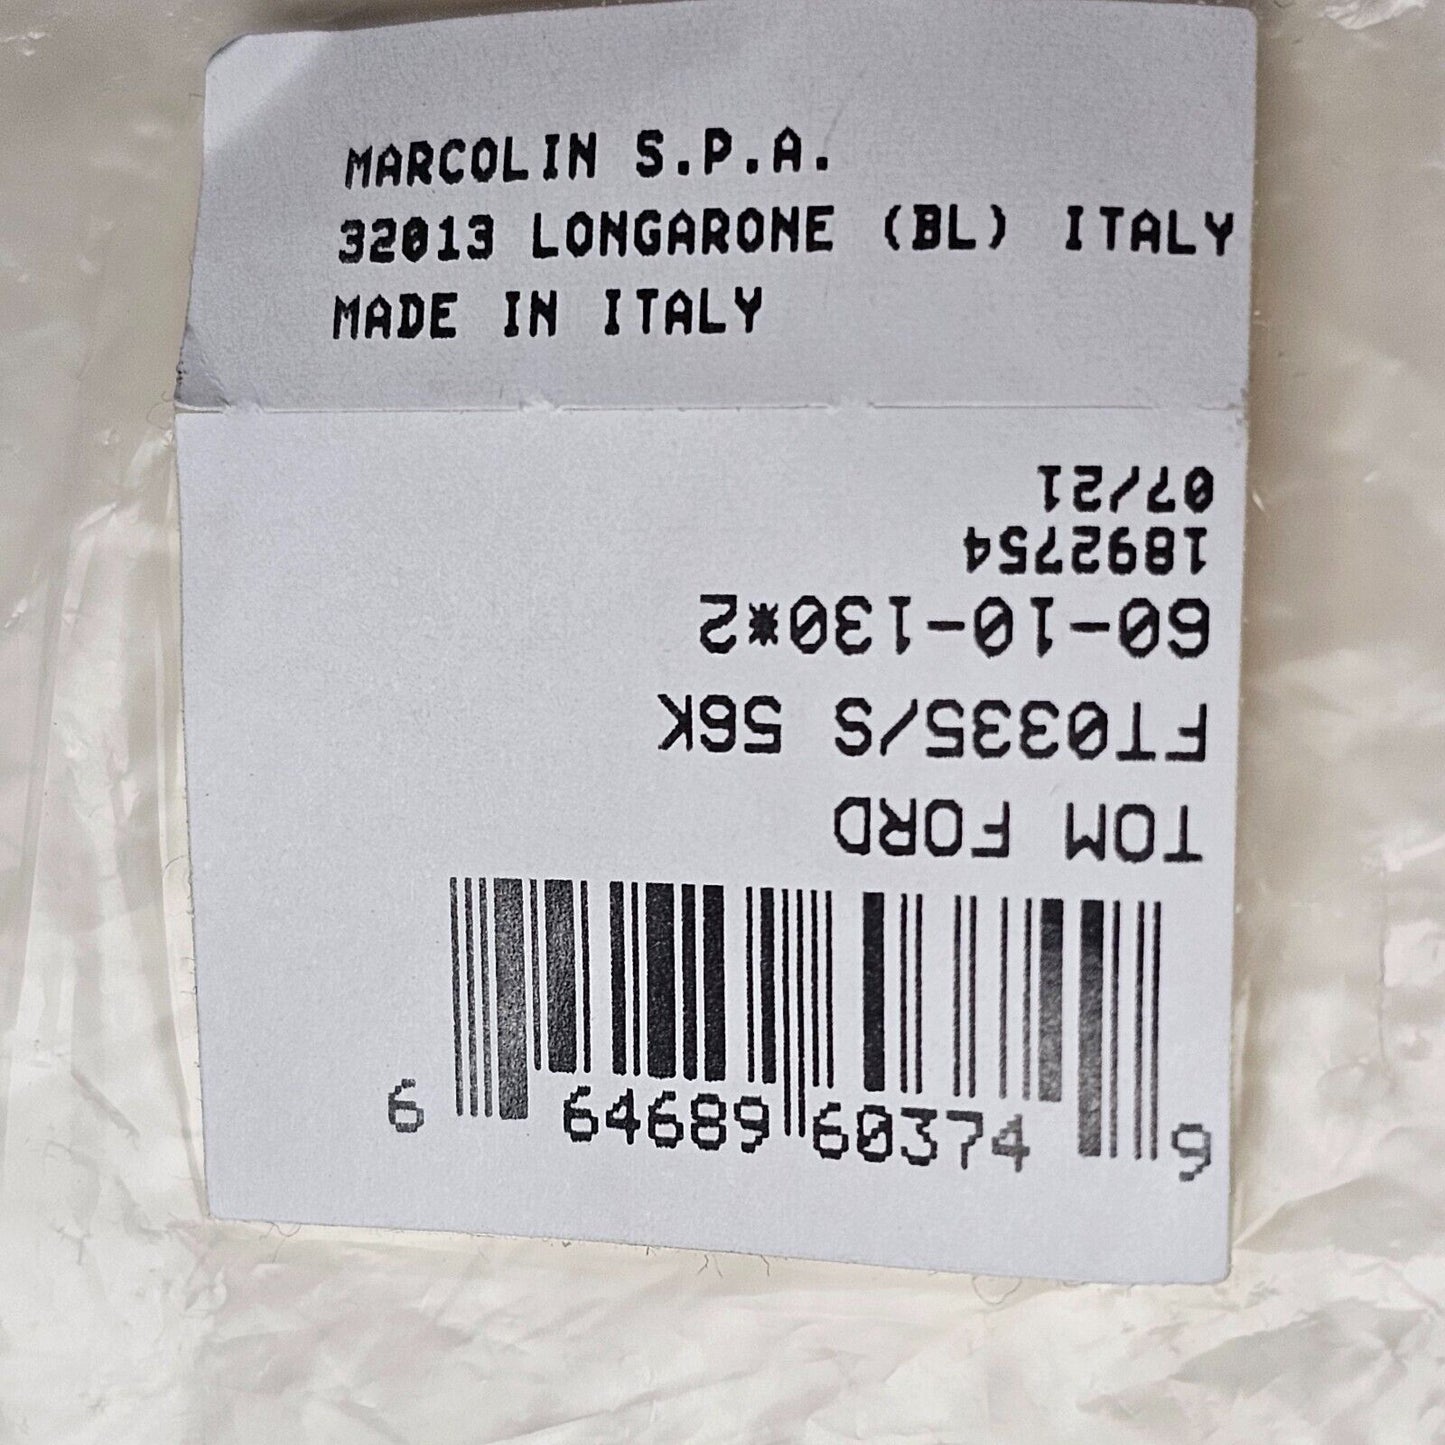 MARCOLIN S.P.A.
32013 LONGARONE (BL) ITALY
MADE IN ITALY
TOM FORD
FT0335/S 56K
60-10-130*2
1892754
07/21
6 64689 60374 9